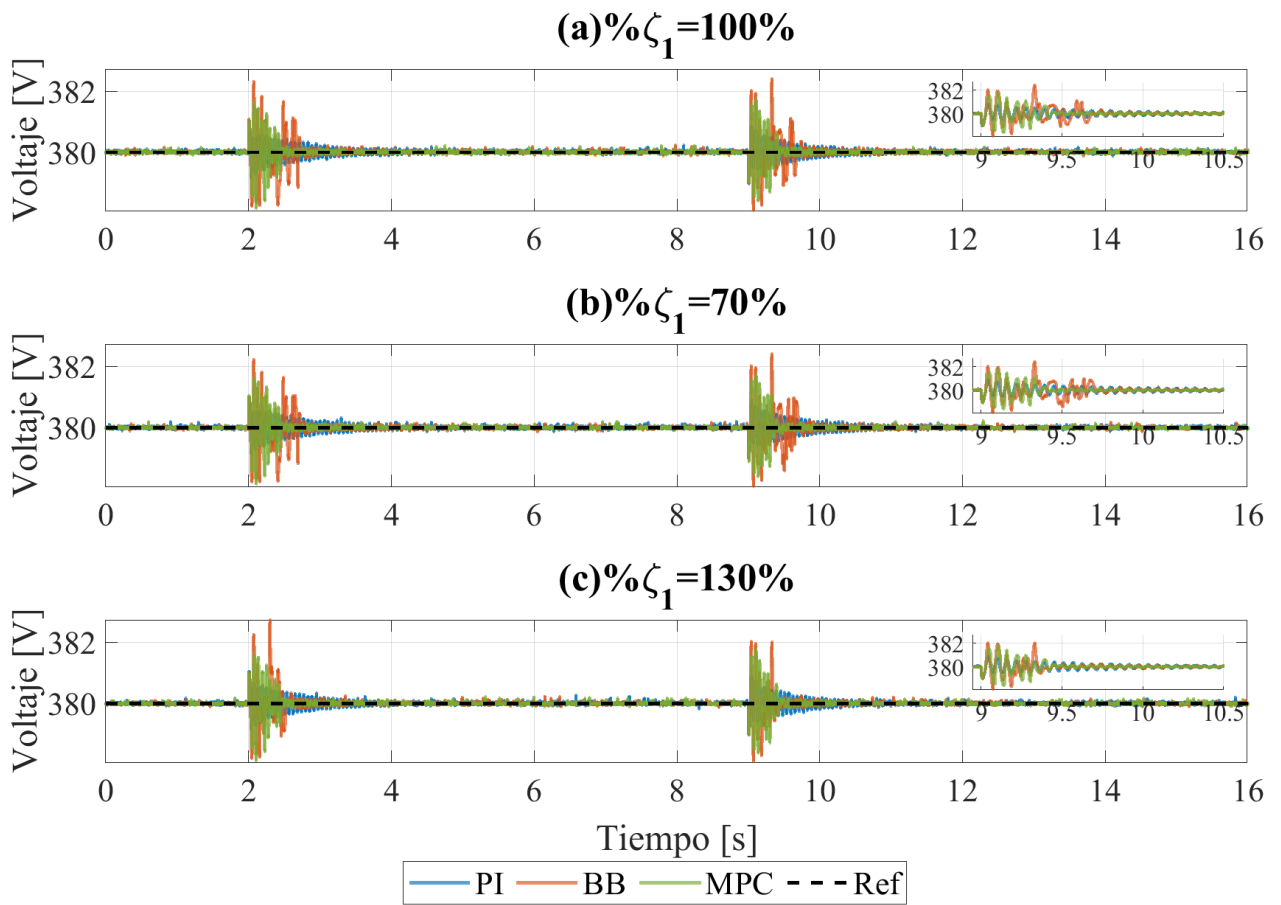 (a)%ζ1=100%
Voltaje [V]
382
380
382
380
9 9.5 10 10.5
0 2 4 6 8 10 12 14 16
(b)%ζ1=70%
Voltaje [V]
382
380
382
380
9 9.5 10 10.5
0 2 4 6 8 10 12 14 16
(c)%ζ1=130%
Voltaje [V]
382
380
382
380
9 9.5 10 10.5
0 2 4 6 8 10 12 14 16
Tiempo [s]
PI BB MPC Ref